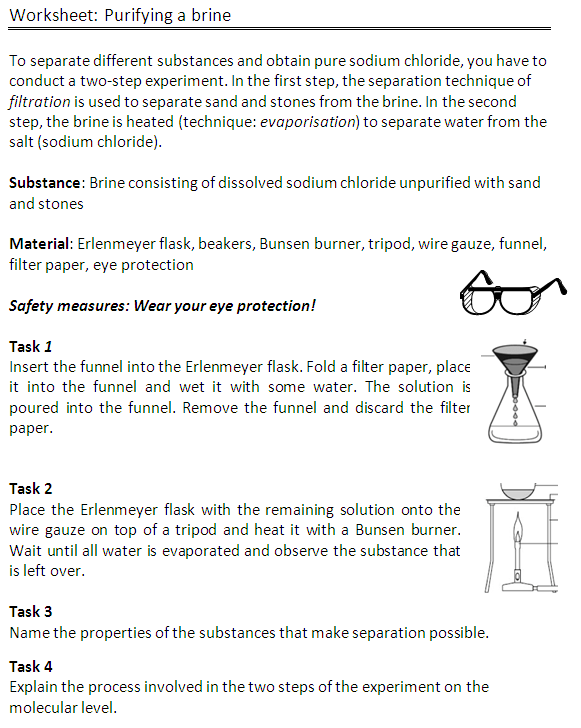 Worksheet: Purifying a brine
To separate different substances and obtain pure sodium chloride, you have to
conduct a two-step experiment. In the first step, the separation technique of
filtration is used to separate sand and stones from the brine. In the second
step, the brine is heated (technique: evaporisation) to separate water from the
salt (sodium chloride).
Substance: Brine consisting of dissolved sodium chloride unpurified with sand
and stones
Material: Erlenmeyer flask, beakers, Bunsen burner, tripod, wire gauze, funnel,
filter paper, eye protection
Safety measures: Wear your eye protection!
Task 1
Insert the funnel into the Erlenmeyer flask. Fold a filter paper, place
it into the funnel and wet it with some water. The solution is
poured into the funnel. Remove the funnel and discard the filter
paper.
Task 2
Place the Erlenmeyer flask with the remaining solution onto the
wire gauze on top of a tripod and heat it with a Bunsen burner.
Wait until all water is evaporated and observe the substance that
is left over.
Task 3
Name the properties of the substances that make separation possible.
Task 4
Explain the process involved in the two steps of the experiment on the
molecular level.